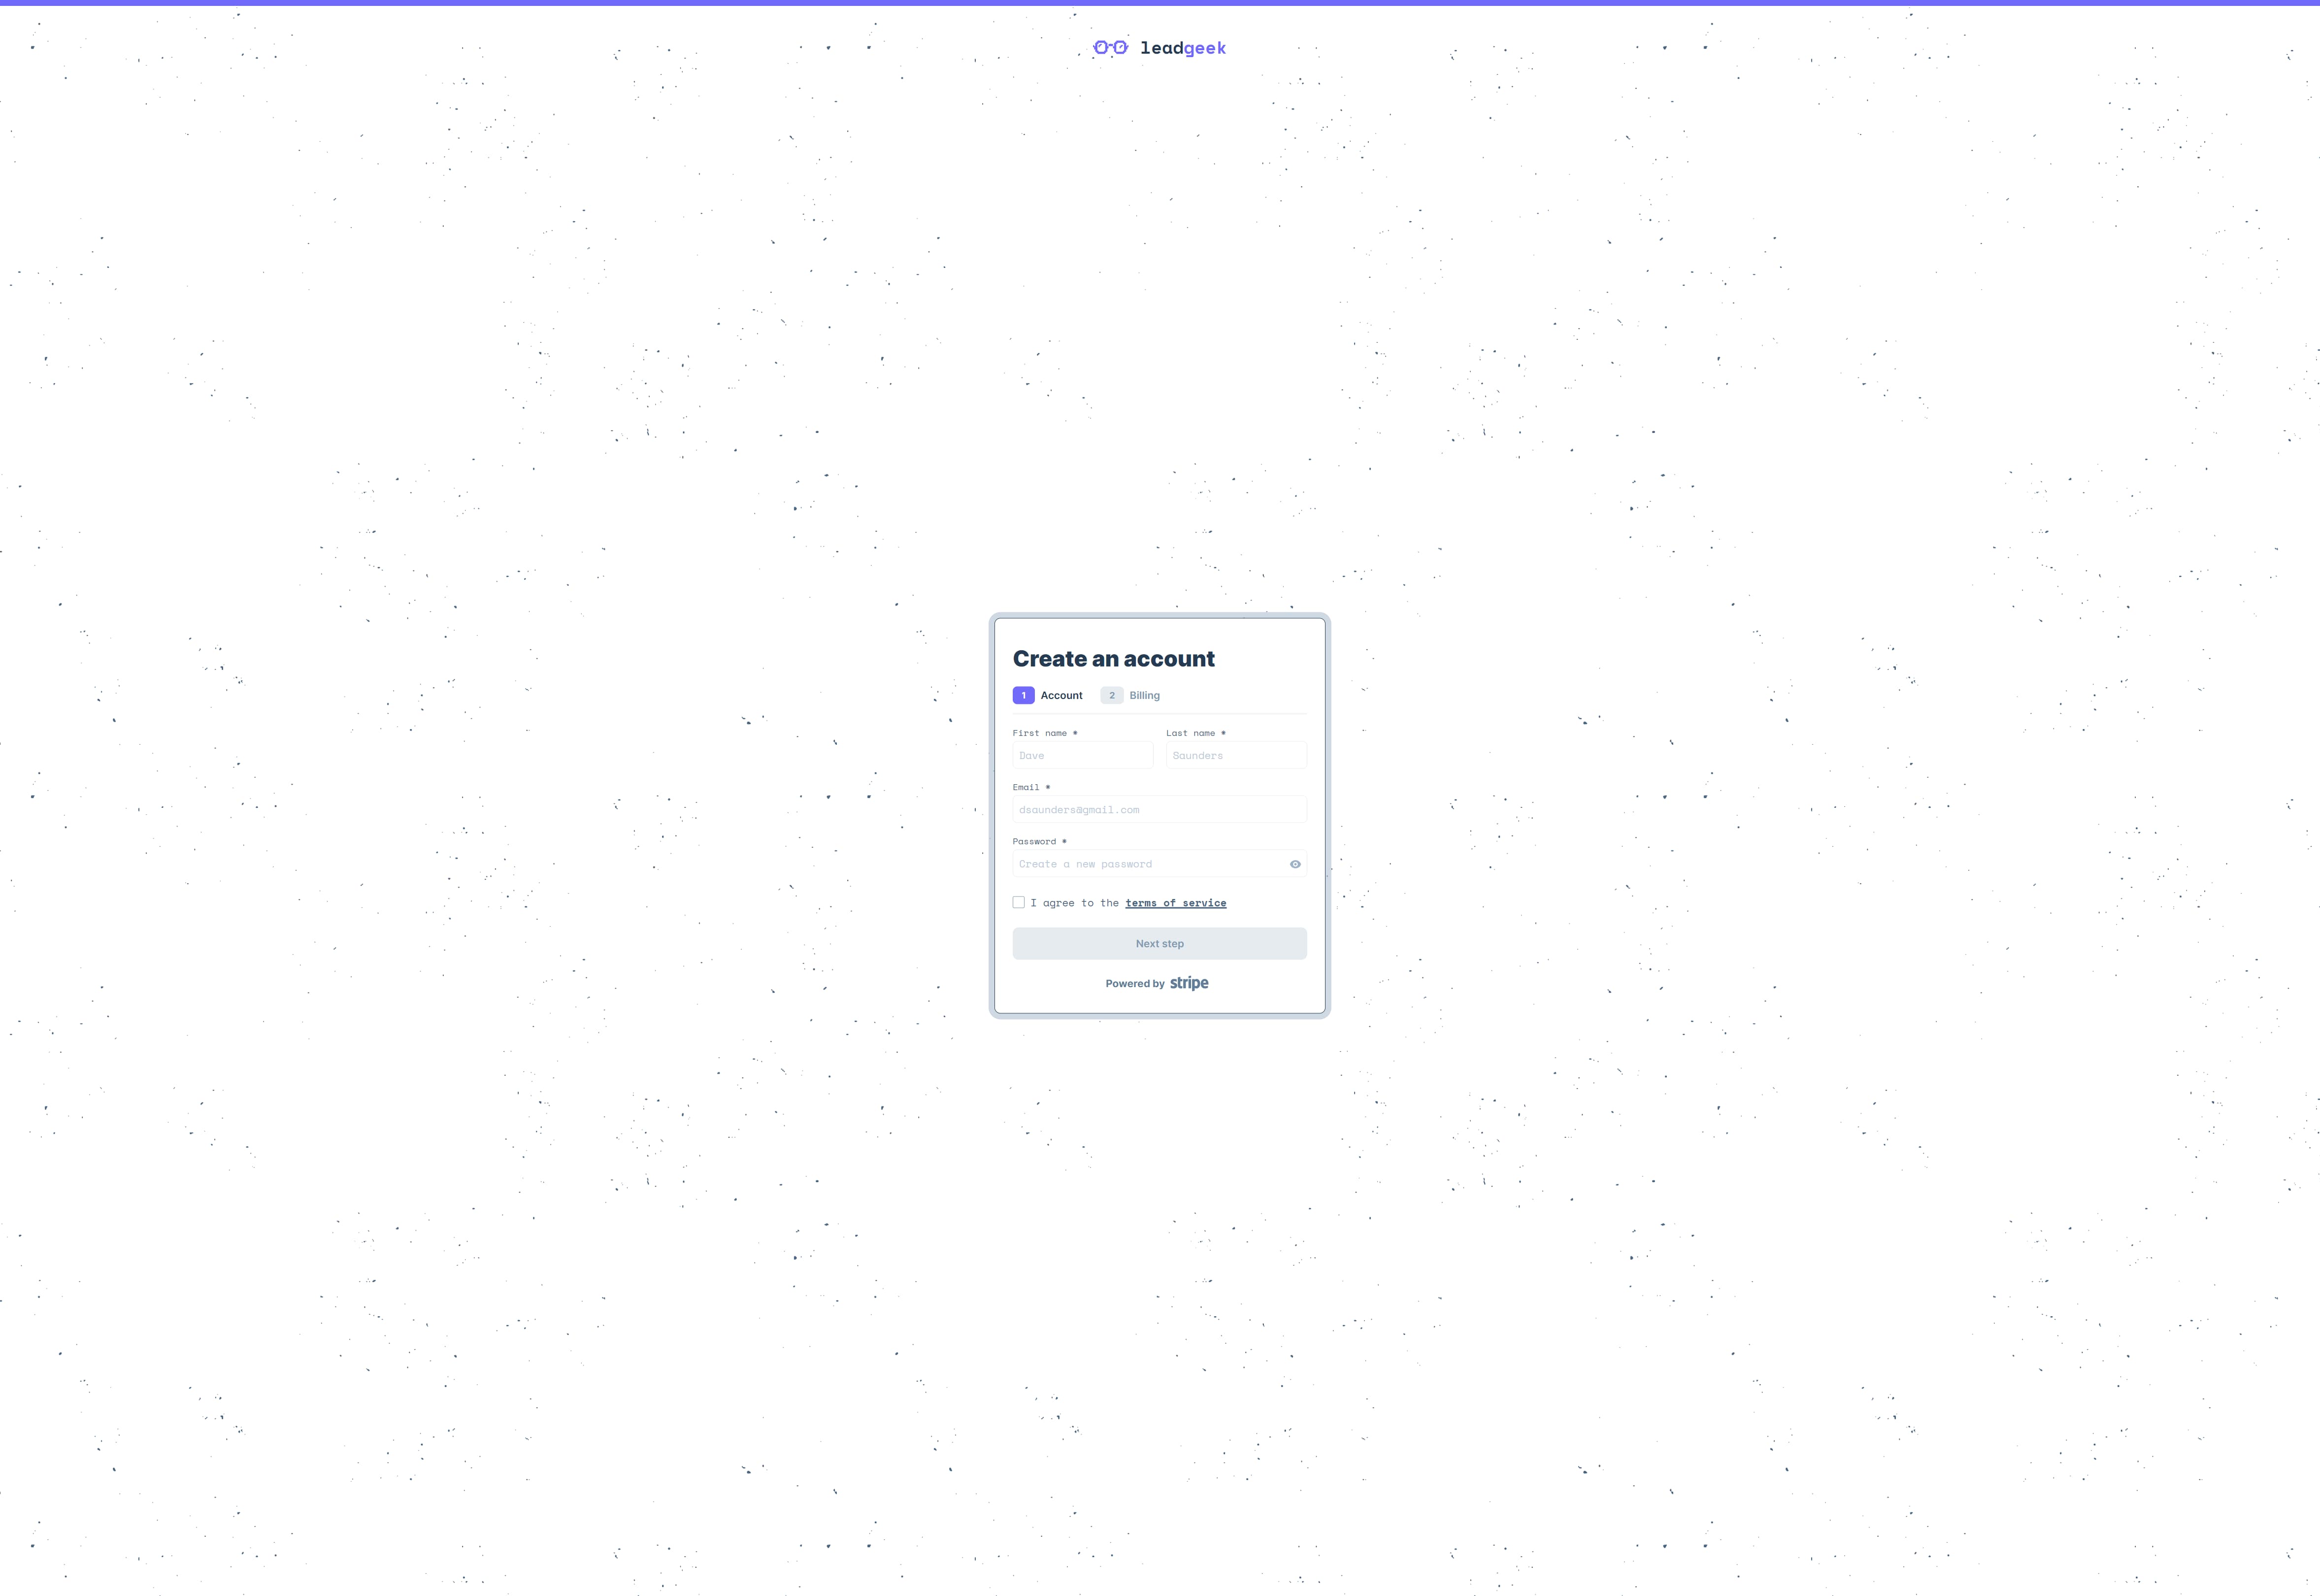 leadgeek
Create an account
1 Account 2 Billing
First name * Last name *
Dave Saunders
Email *
dsaunders@gmail.com
Password *
Create a new password
I agree to the terms of service
Next step
Powered by stripe